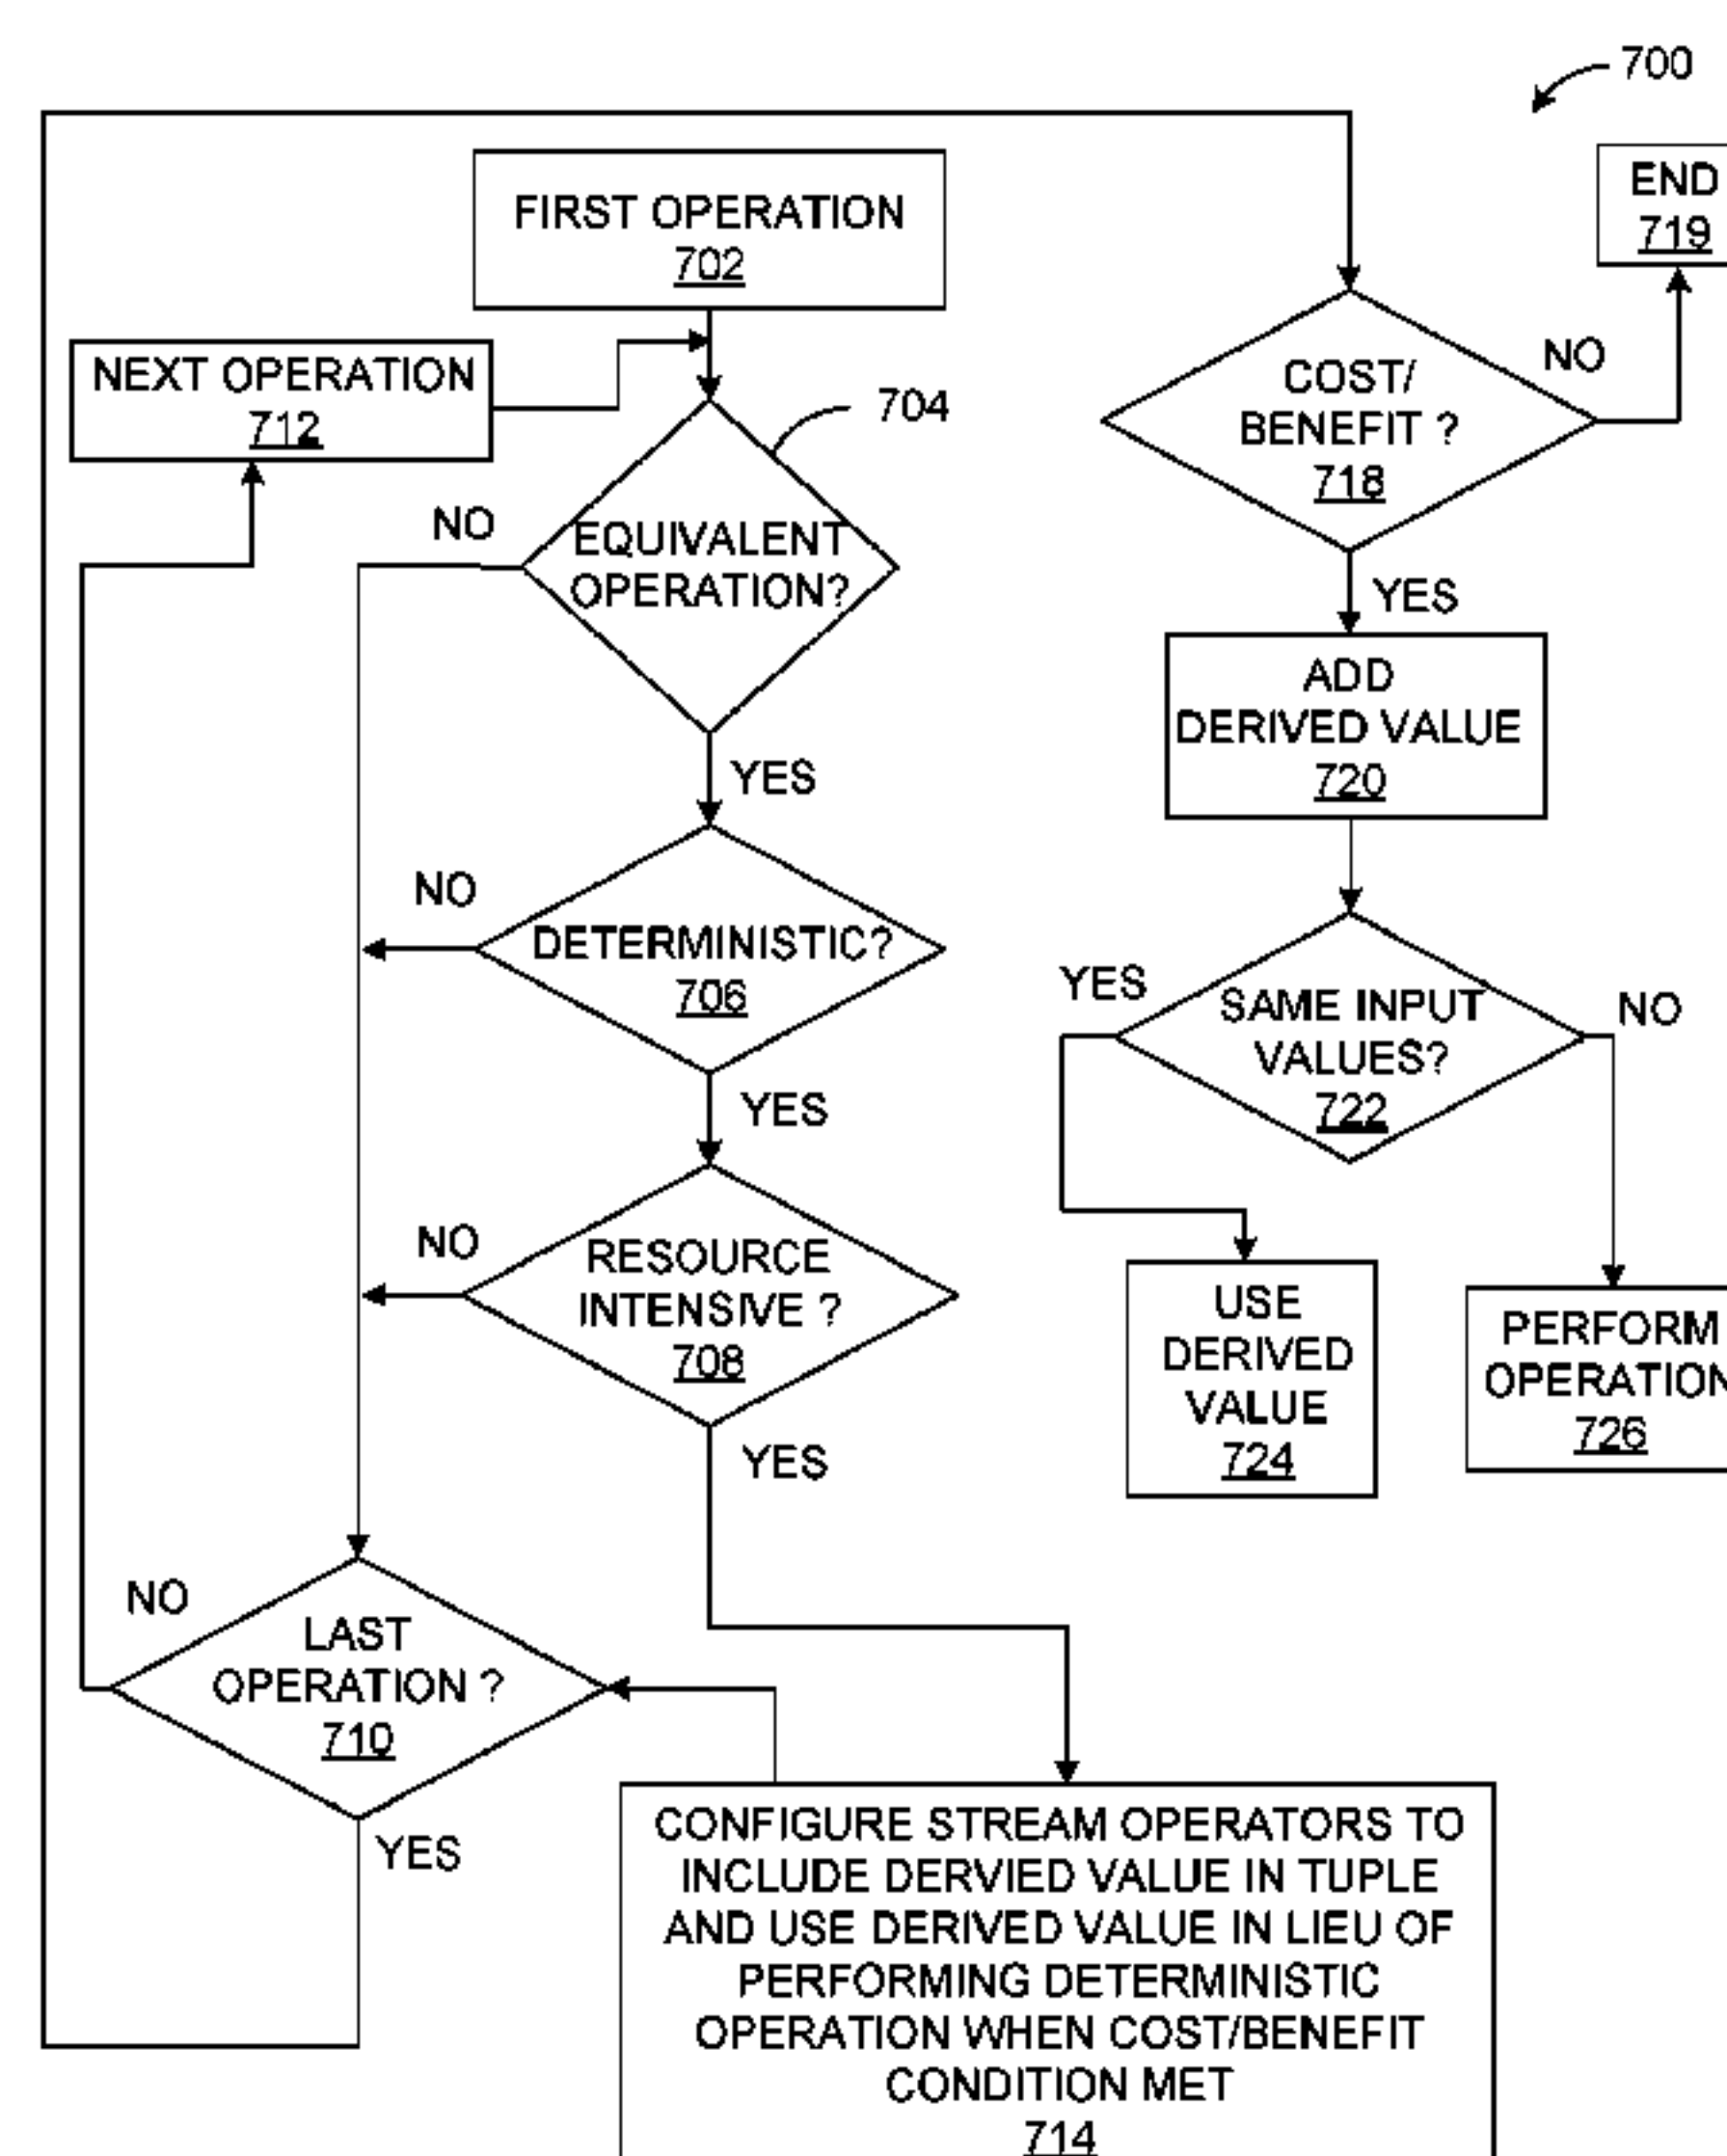 700
FIRST OPERATION
702
END
719
NEXT OPERATION
712
704
COST/
BENEFIT ?
718
NO
NO
EQUIVALENT
OPERATION?
YES
YES
ADD
DERIVED VALUE
720
NO
DETERMINISTIC?
706
YES
YES
SAME INPUT
VALUES?
722
NO
NO
RESOURCE
INTENSIVE ?
708
YES
USE
DERIVED
VALUE
724
PERFORM
OPERATION
726
NO
LAST
OPERATION ?
710
YES
CONFIGURE STREAM OPERATORS TO
INCLUDE DERVIED VALUE IN TUPLE
AND USE DERIVED VALUE IN LIEU OF
PERFORMING DETERMINISTIC
OPERATION WHEN COST/BENEFIT
CONDITION MET
714